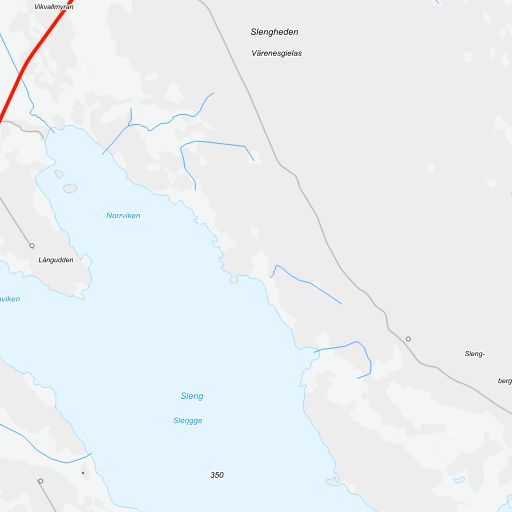 Vikvallmyran
Slengheden
Värenesgielas
Norrviken
Långudden
viken
Sleng-
berg
Sleng
Slengge
350